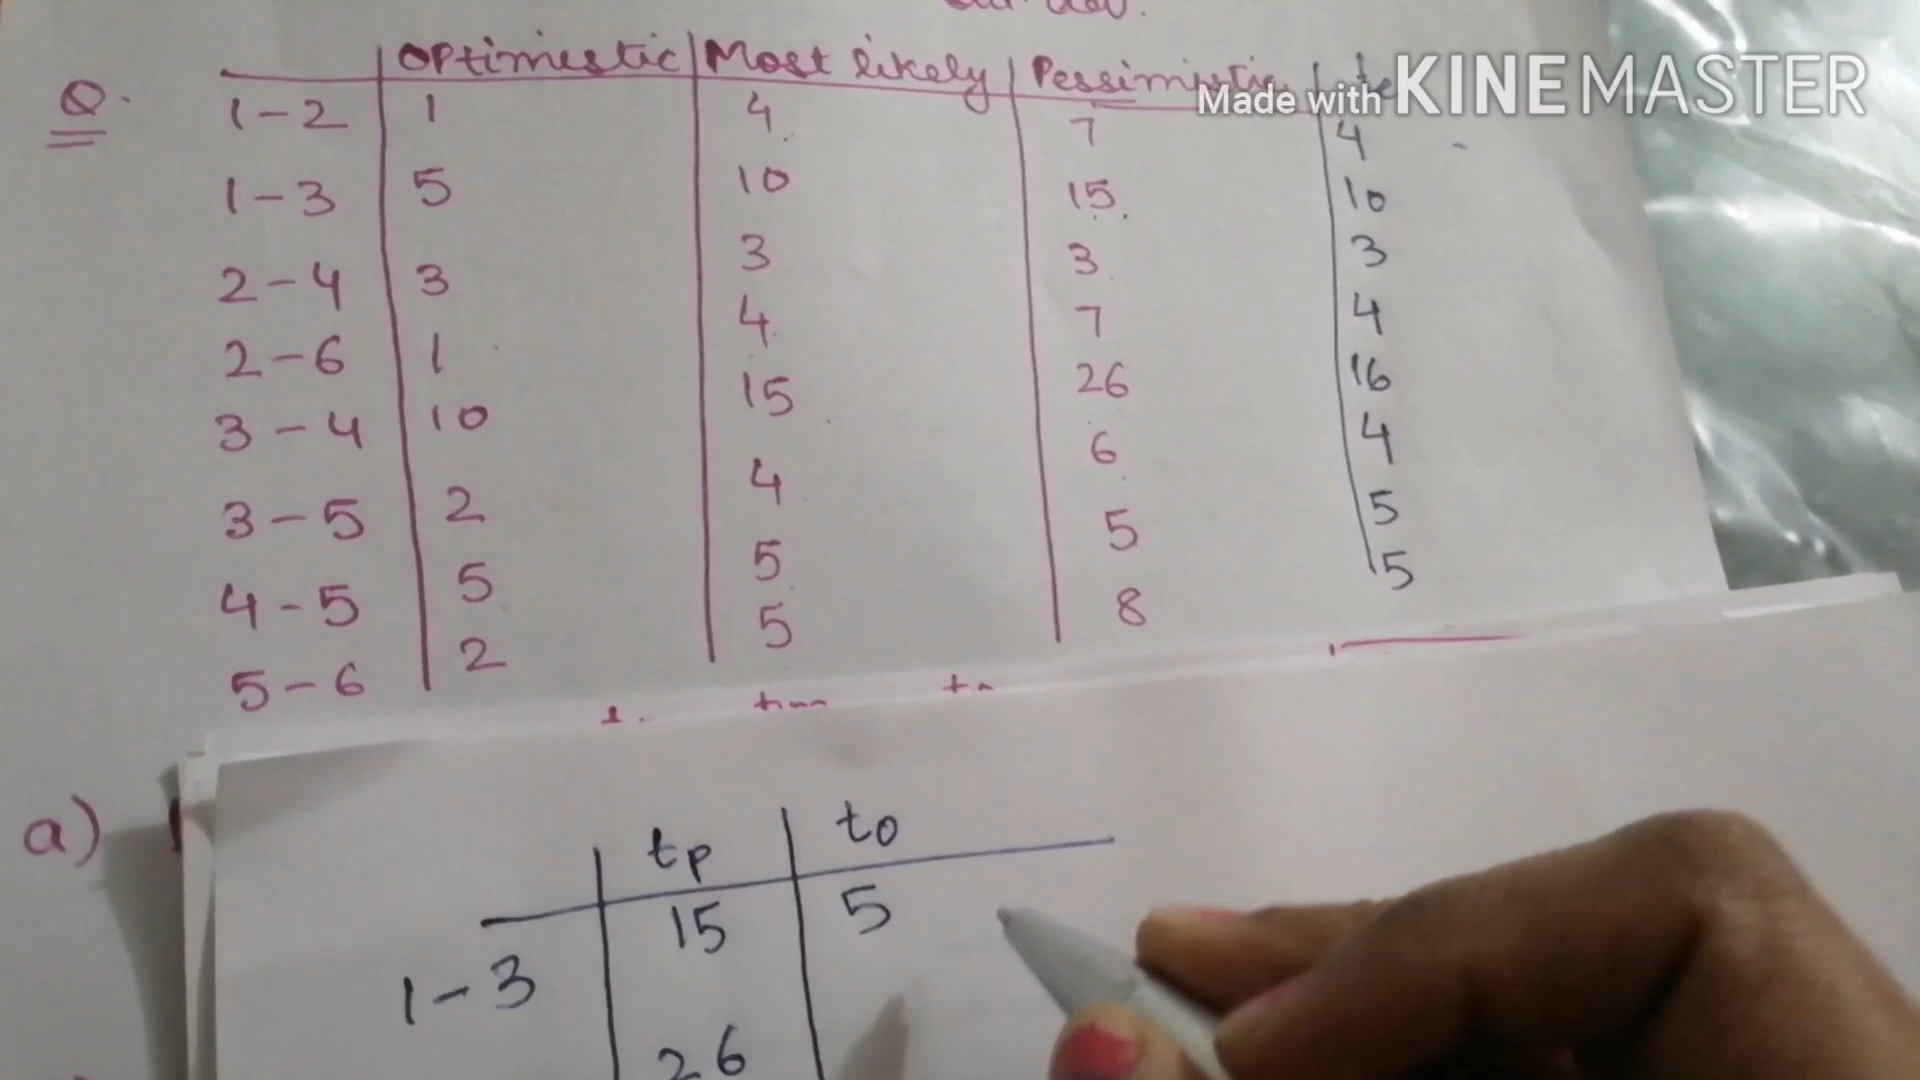 Q. Optimistic Most likely Pessimistic te
Made with KINEMASTER
1-2 1 4 7 4
1-3 5 10 15 10
2-4 3 3 3 3
2-6 1 4 7 4
3-4 10 15 26 16
3-5 2 4 6 4
4-5 5 5 5 5
5-6 2 5 8 5
a)
tp to
1-3 15 5
26